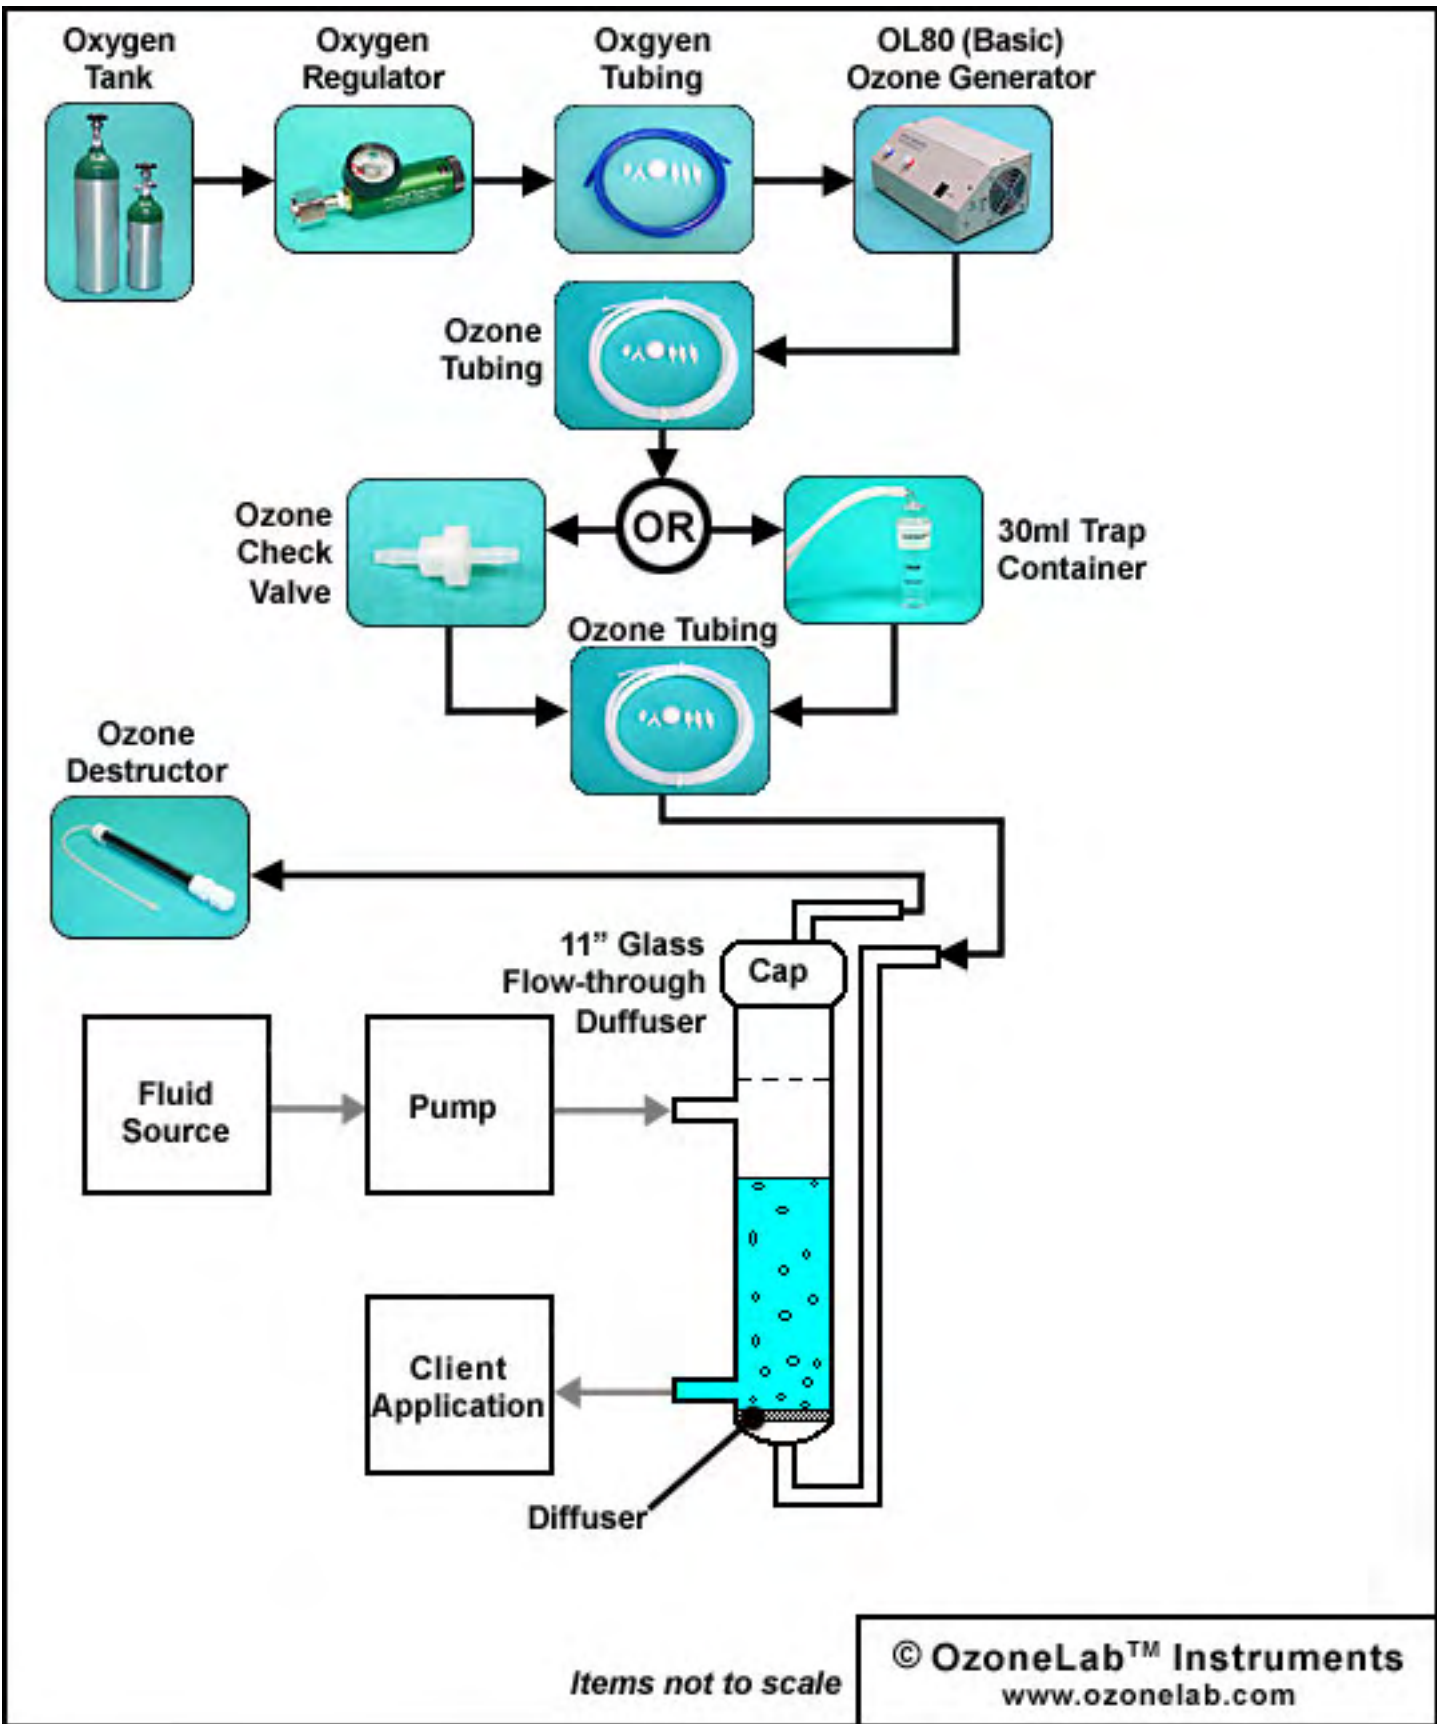 Oxygen
Tank
Oxygen
Regulator
Oxgyen
Tubing
OL80 (Basic)
Ozone Generator
Ozone
Tubing
OR
Ozone
Check
Valve
30ml Trap
Container
Ozone Tubing
Ozone
Destructor
11” Glass
Flow-through
Duffuser
Cap
Fluid
Source
Pump
Client
Application
Diffuser
Items not to scale
© OzoneLab™ Instruments
www.ozonelab.com